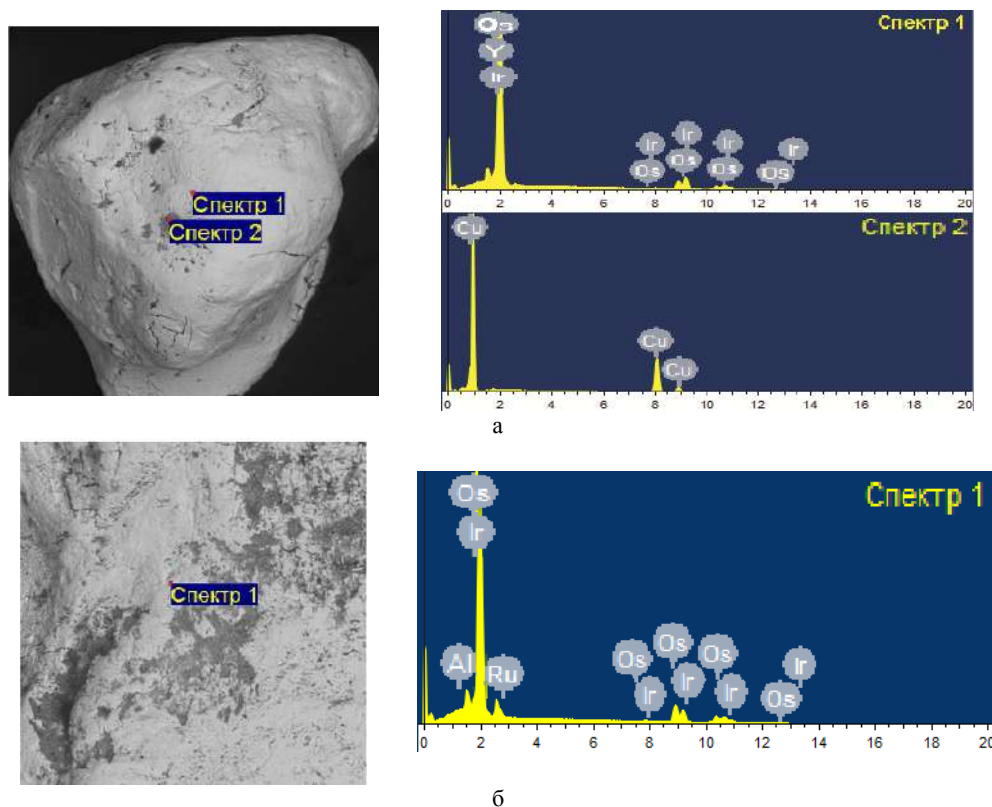 Спектр 1
Спектр 2
Спектр 1
Os
Y
Ir
Ir Ir Ir Ir
Os Os Os Os
0 2 4 6 8 10 12 14 16 18 20
Спектр 2
Cu
Cu
Cu
0 2 4 6 8 10 12 14 16 18 20
а
Спектр 1
Спектр 1
Os
Ir
Al Ru
Os Os Os Ir
Ir Ir Ir Os
0 2 4 6 8 10 12 14 16 18 20
б